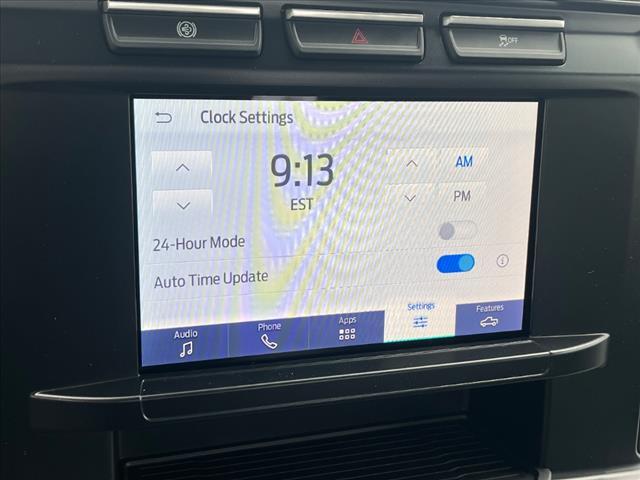 OFF
Clock Settings
9:13
AM
EST
PM
24-Hour Mode
Auto Time Update
Audio
Phone
Apps
Settings
Features